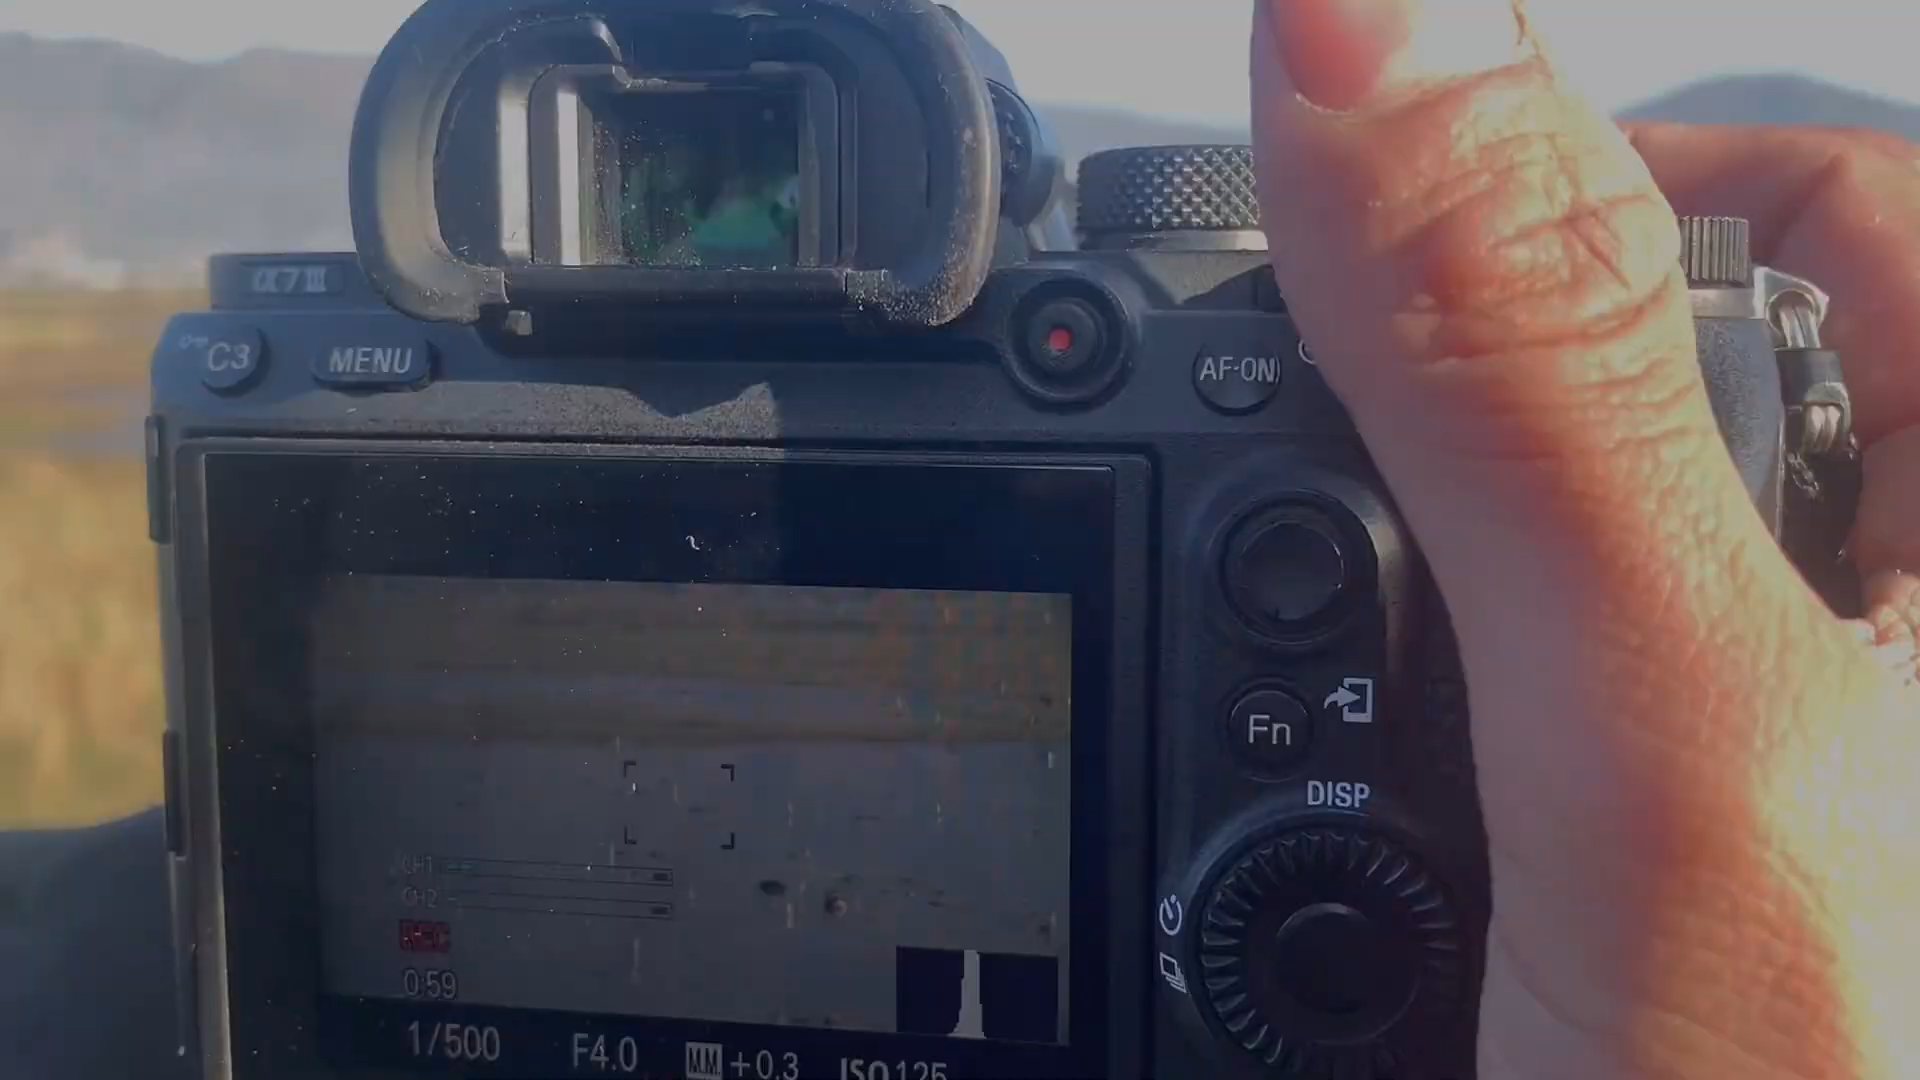 α7III
C3
MENU
AF-ON
Fn
DISP
CH1
CH2
REC
0:59
1/500
F4.0
M.M. +0.3
ISO 125